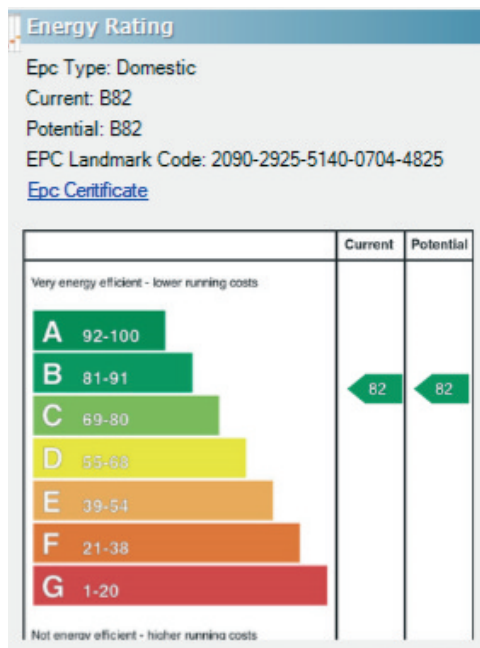 Energy Rating
Epc Type: Domestic
Current: B82
Potential: B82
EPC Landmark Code: 2090-2925-5140-0704-4825
Epc Ceritificate
Current Potential
Very energy efficient - lower running costs
A 92-100
B 81-91
82 82
C 69-80
D 55-68
E 39-54
F 21-38
G 1-20
Not energy efficient - higher running costs